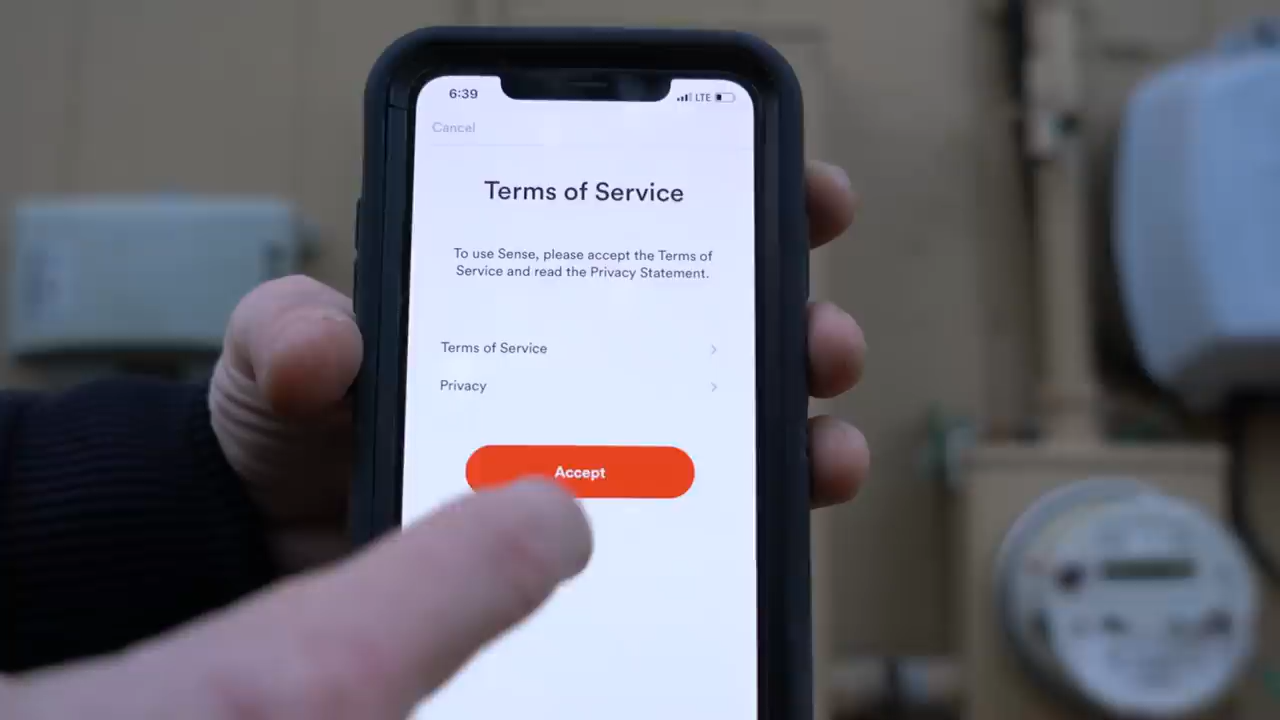 6:39
LTE
Cancel
Terms of Service
To use Sense, please accept the Terms of
Service and read the Privacy Statement.
Terms of Service
Privacy
Accept